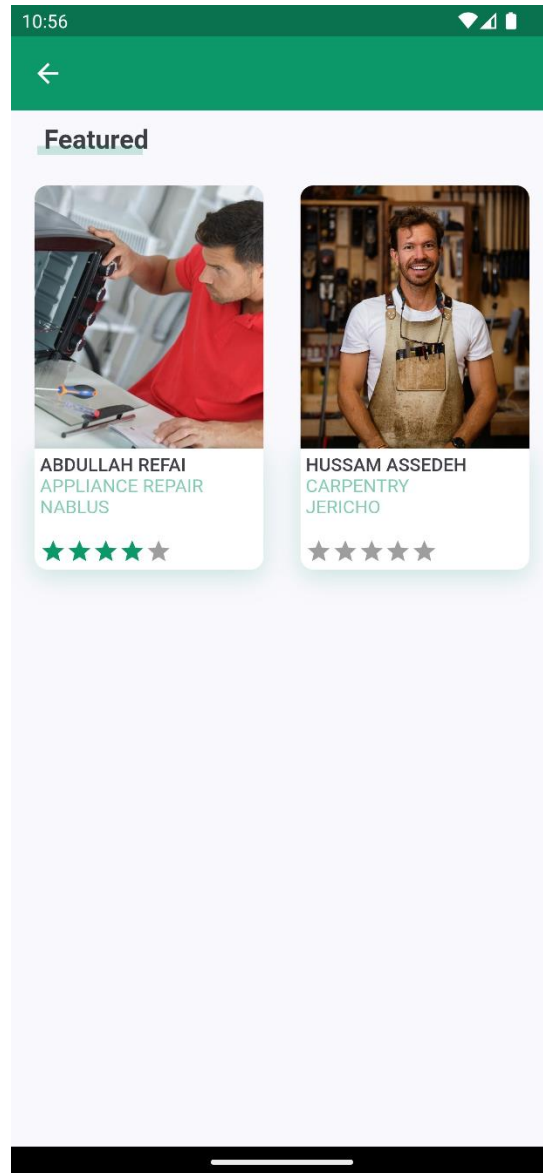 10:56
Featured
ABDULLAH REFAI
APPLIANCE REPAIR
NABLUS
HUSSAM ASSEDEH
CARPENTRY
JERICHO